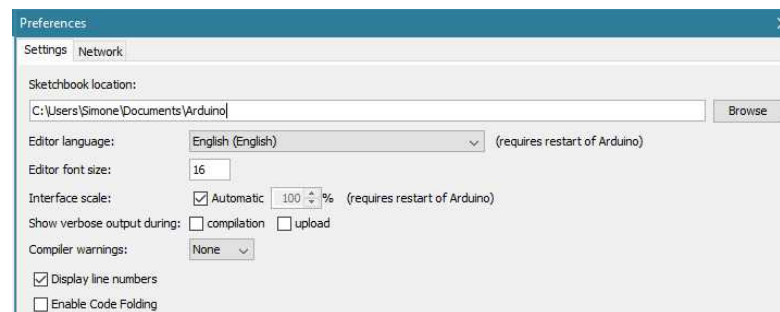 Preferences
Settings Network
Sketchbook location:
C:\Users\Simone\Documents\Arduino Browse
Editor language: English (English) (requires restart of Arduino)
Editor font size: 16
Interface scale: Automatic 100 % (requires restart of Arduino)
Show verbose output during: compilation upload
Compiler warnings: None
Display line numbers
Enable Code Folding